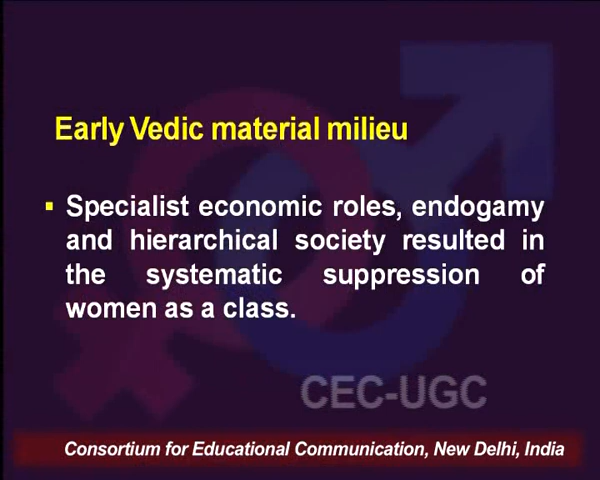 Early Vedic material milieu
Specialist economic roles, endogamy
and hierarchical society resulted in
the systematic suppression of
women as a class.
CEC-UGC
Consortium for Educational Communication, New Delhi, India